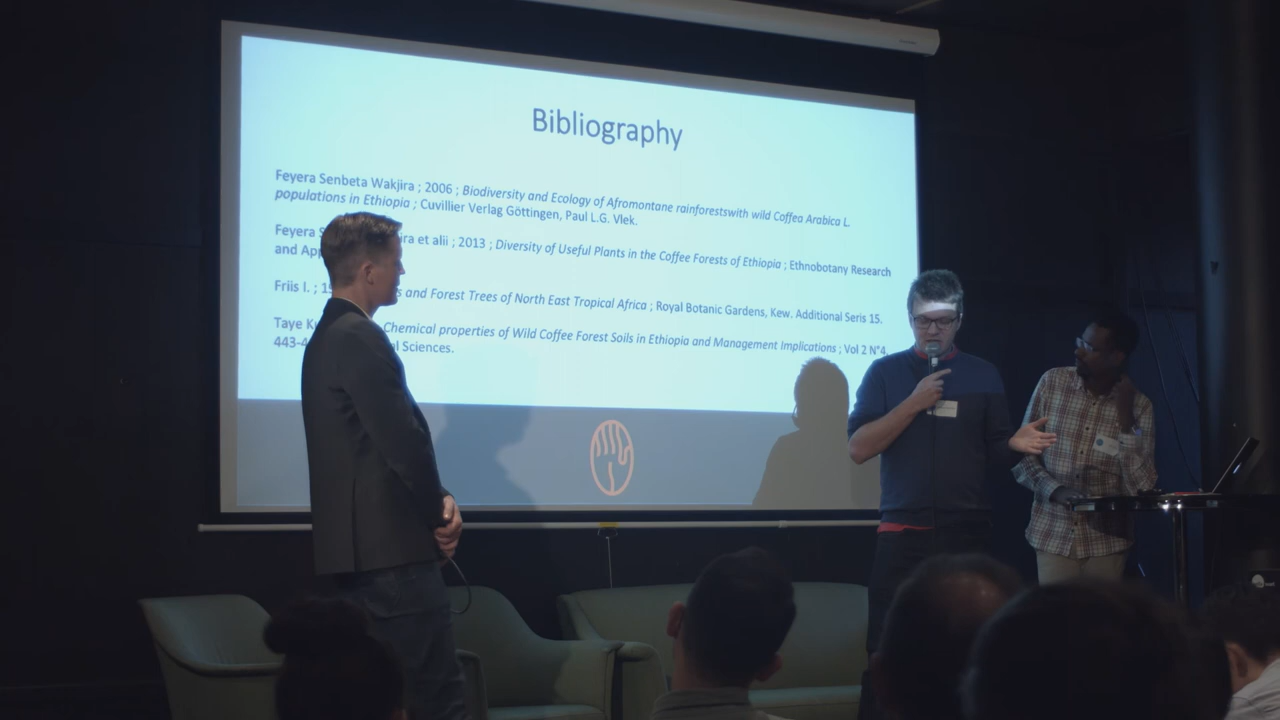 Bibliography
Feyera Senbeta Wakjira ; 2006 ; Biodiversity and Ecology of Afromontane rainforestswith wild Coffea Arabica L.
populations in Ethiopia ; Cuvillier Verlag Göttingen, Paul L.G. Vlek.
Feyera ira et alii ; 2013 ; Diversity of Useful Plants in the Coffee Forests of Ethiopia ; Ethnobotany Research
and
Friis I. ; and Forest Trees of North East Tropical Africa ; Royal Botanic Gardens, Kew. Additional Seris 15.
Taye Chemical properties of Wild Coffee Forest Soils in Ethiopia and Management Implications ; Vol 2 N°4,
443- Sciences.